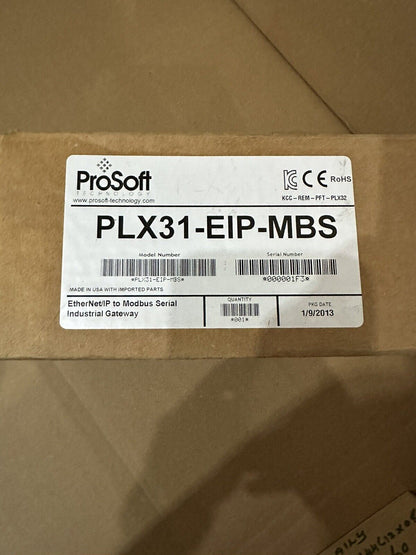 ProSoft
TECHNOLOGY
www.prosoft-technology.com
CE RoHS
KCC - REM - PFT - PLX32
PLX31-EIP-MBS
Model Number
Serial Number
*PLX31-EIP-MBS*
*000001F3*
MADE IN USA WITH IMPORTED PARTS
EtherNet/IP to Modbus Serial
Industrial Gateway
QUANTITY
*001*
PKG DATE
1/9/2013